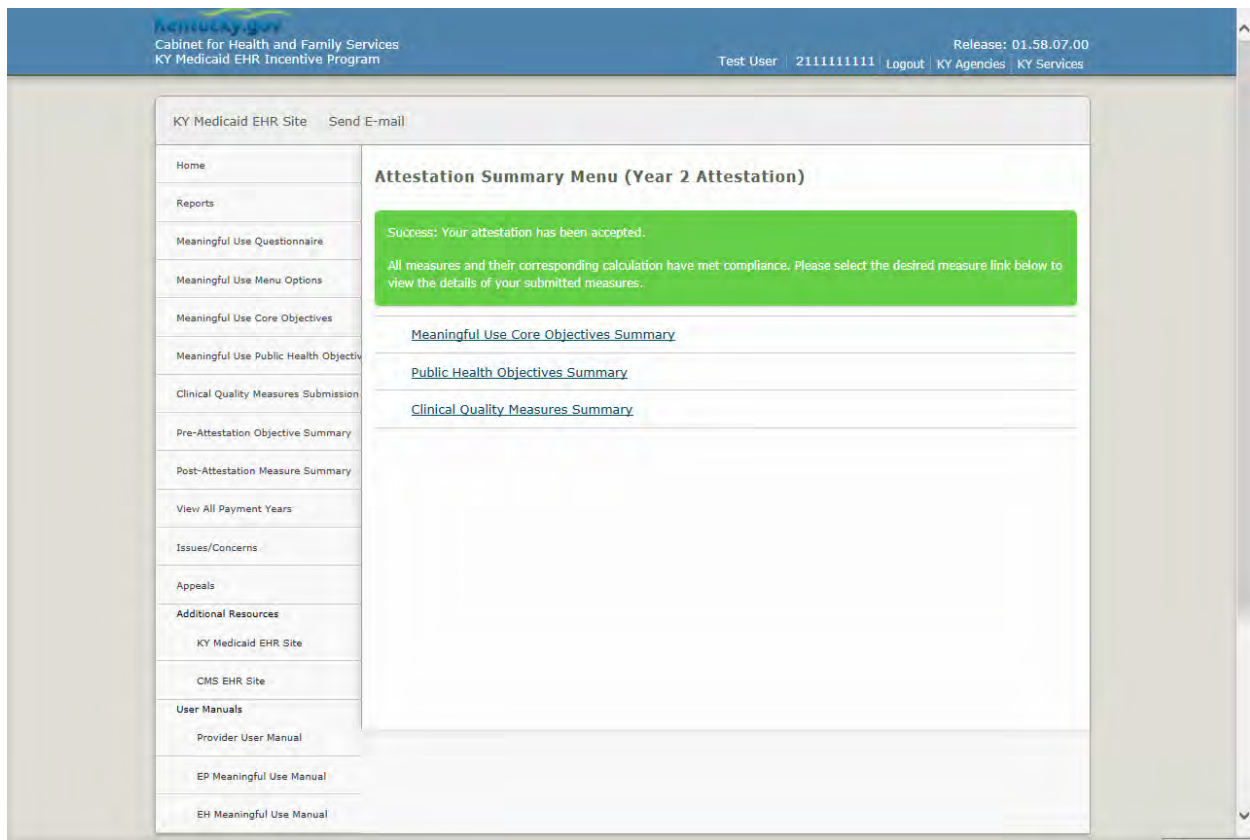 Kentucky.gov
Cabinet for Health and Family Services
KY Medicaid EHR Incentive Program
Release: 01.58.07.00
Test User 2111111111 Logout KY Agencies KY Services
KY Medicaid EHR Site Send E-mail
Home
Reports
Meaningful Use Questionnaire
Meaningful Use Menu Options
Meaningful Use Core Objectives
Meaningful Use Public Health Objectiv
Clinical Quality Measures Submission
Pre-Attestation Objective Summary
Post-Attestation Measure Summary
View All Payment Years
Issues/Concerns
Appeals
Additional Resources
KY Medicaid EHR Site
CMS EHR Site
User Manuals
Provider User Manual
EP Meaningful Use Manual
EH Meaningful Use Manual
Attestation Summary Menu (Year 2 Attestation)
Success: Your attestation has been accepted.
All measures and their corresponding calculation have met compliance. Please select the desired measure link below to
view the details of your submitted measures.
Meaningful Use Core Objectives Summary
Public Health Objectives Summary
Clinical Quality Measures Summary